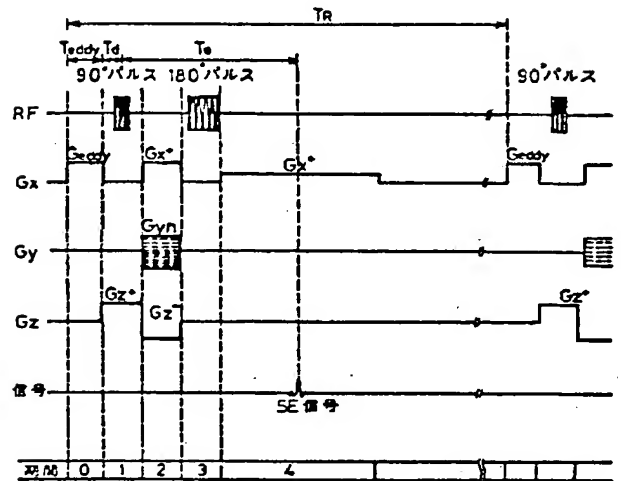 TR
Teddy Td Te
90°パルス 180°パルス 90°パルス
RF
Geddy Gx+ Gx+ Geddy
Gx
Gyn
Gy
Gz+ Gz- Gz+
Gz
信号
SE信号
期間 0 1 2 3 4